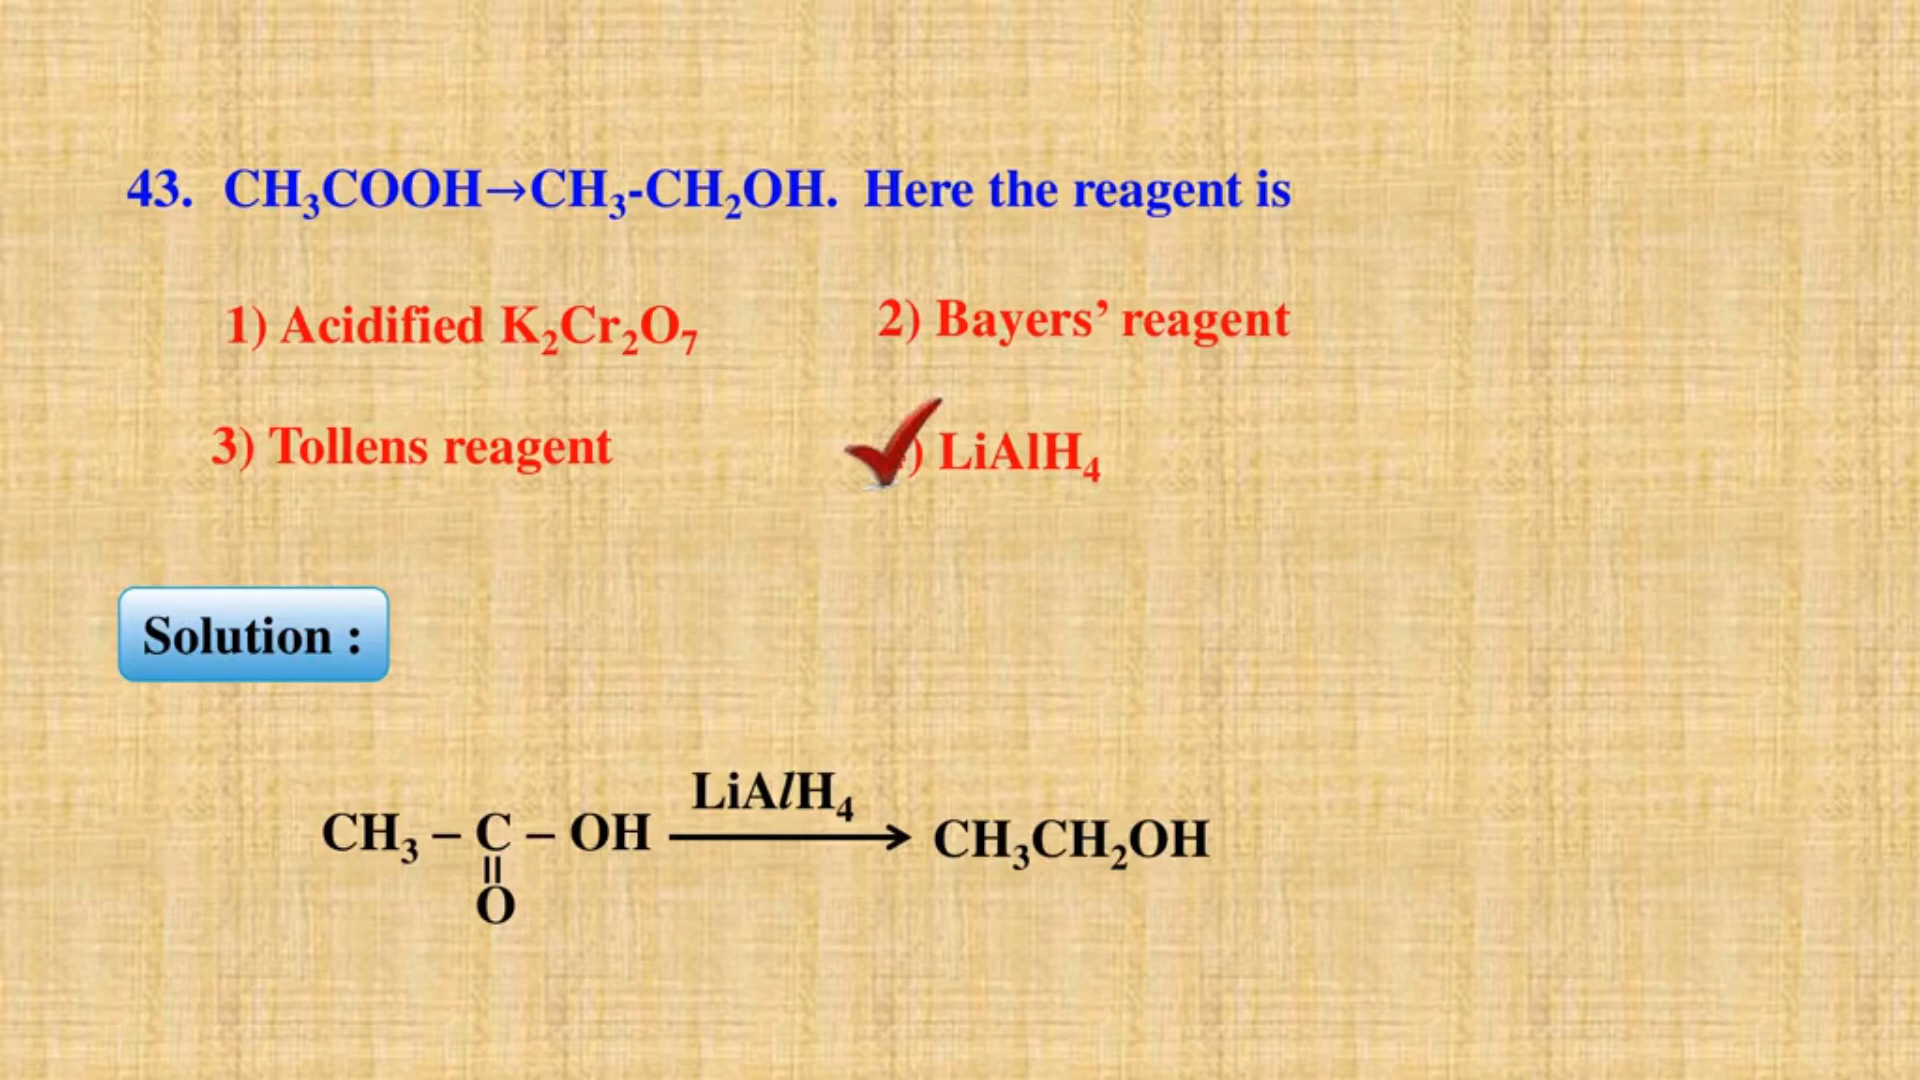 43. CH₃COOH→CH₃-CH₂OH. Here the reagent is
1) Acidified K₂Cr₂O₇ 2) Bayers’ reagent
3) Tollens reagent ) LiAlH₄
Solution :
LiAlH₄
CH₃ – C – OH ⟶ CH₃CH₂OH
||
O